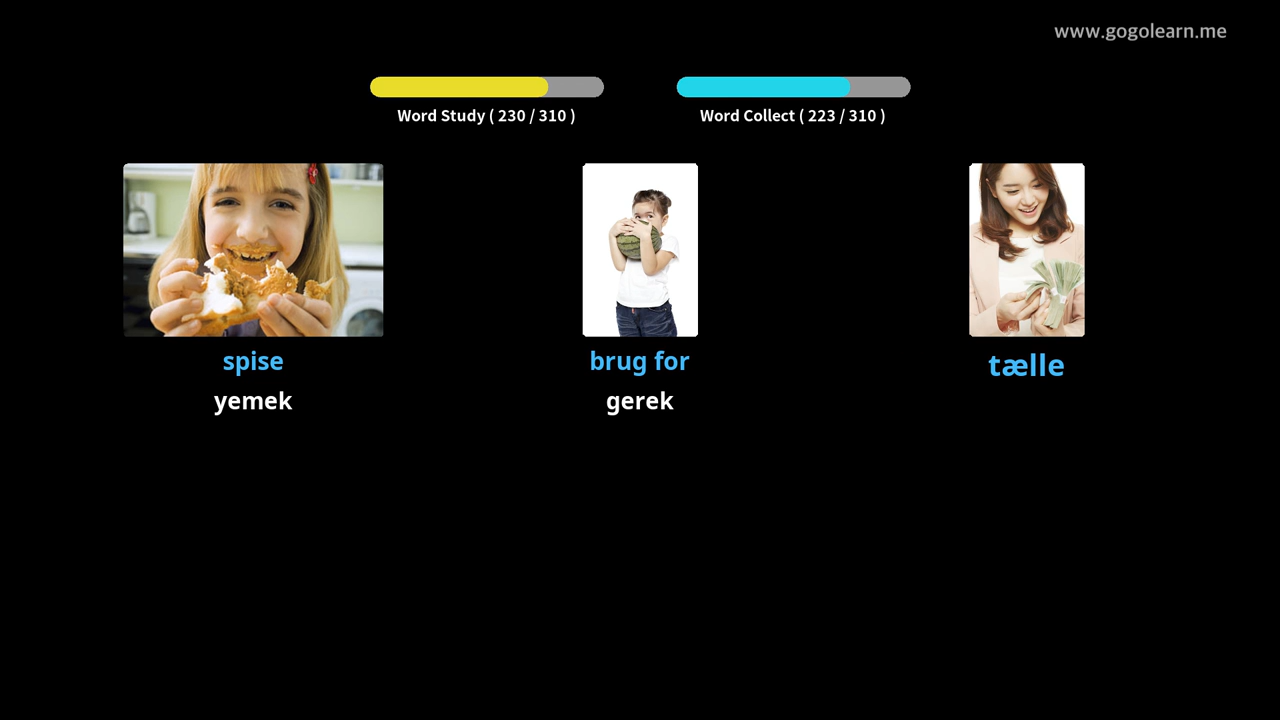 www.gogolearn.me
Word Study ( 230 / 310 )
Word Collect ( 223 / 310 )
spise
yemek
brug for
gerek
tælle